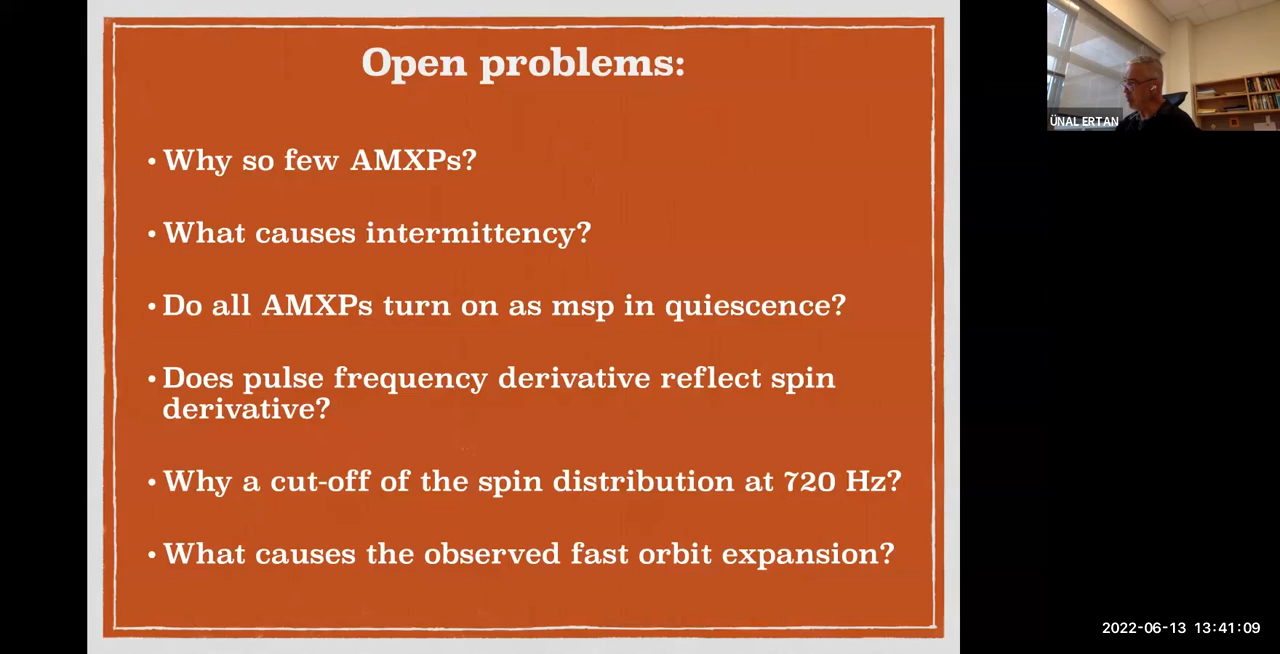 Open problems:
• Why so few AMXPs?
• What causes intermittency?
• Do all AMXPs turn on as msp in quiescence?
• Does pulse frequency derivative reflect spin
derivative?
• Why a cut-off of the spin distribution at 720 Hz?
• What causes the observed fast orbit expansion?
ÜNAL ERTAN
2022-06-13 13:41:09